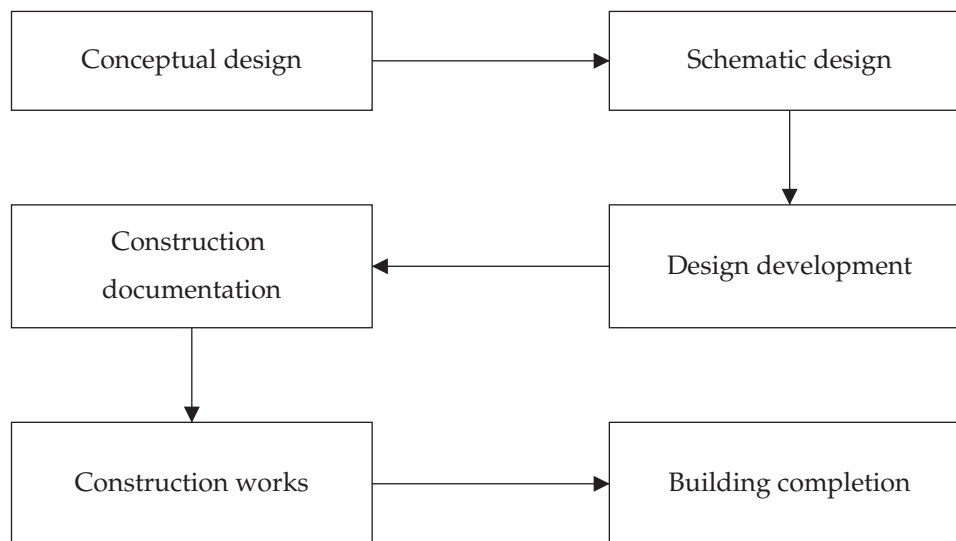 Conceptual design
Schematic design
Construction
documentation
Design development
Construction works
Building completion